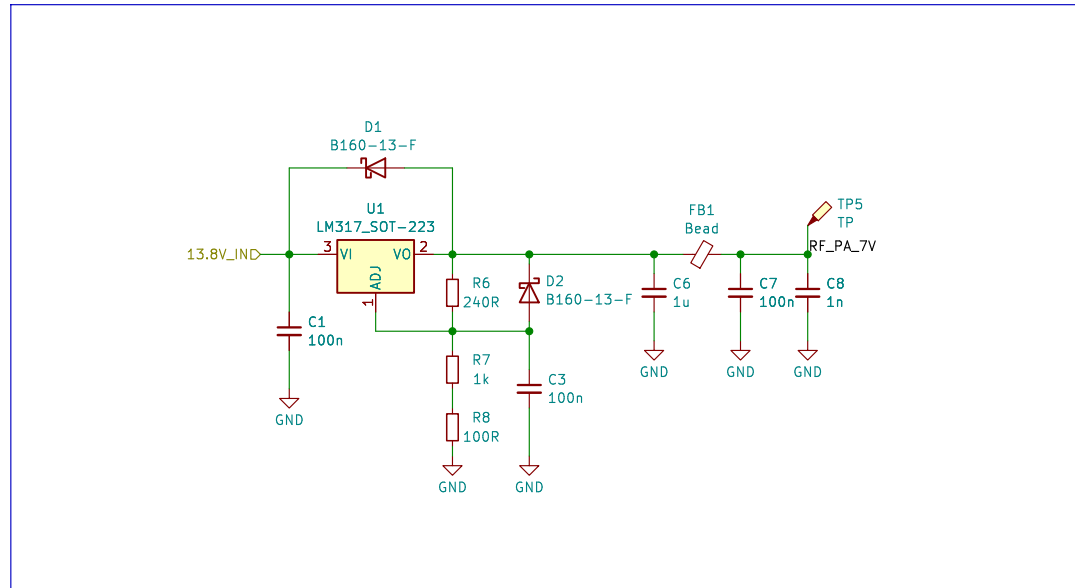 D1
B160-13-F
U1
LM317_SOT-223
13.8V_IN
3
VI
VO
2
ADJ
1
C1
100n
GND
R6
240R
D2
B160-13-F
R7
1k
R8
100R
GND
C3
100n
GND
FB1
Bead
C6
1u
GND
C7
100n
GND
C8
1n
GND
TP5
TP
RF_PA_7V